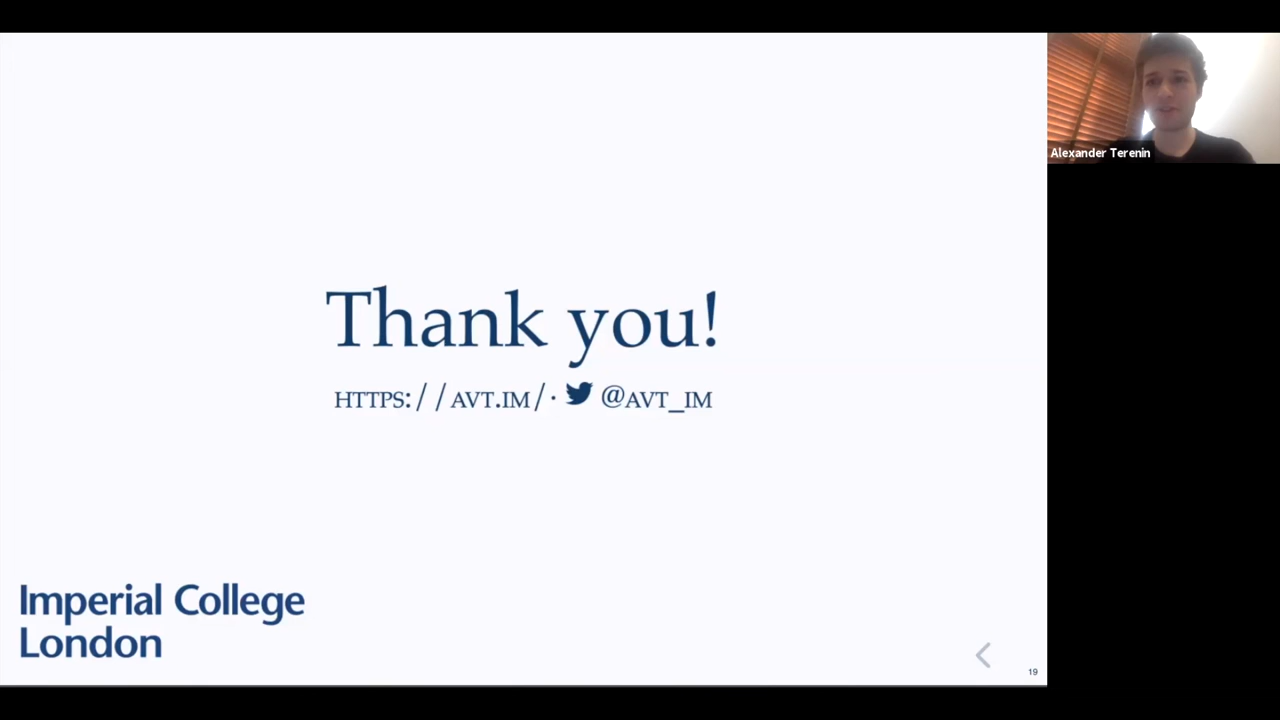 Thank you!
HTTPS://AVT.IM/· @AVT_IM
Imperial College
London
19
Alexander Terenin